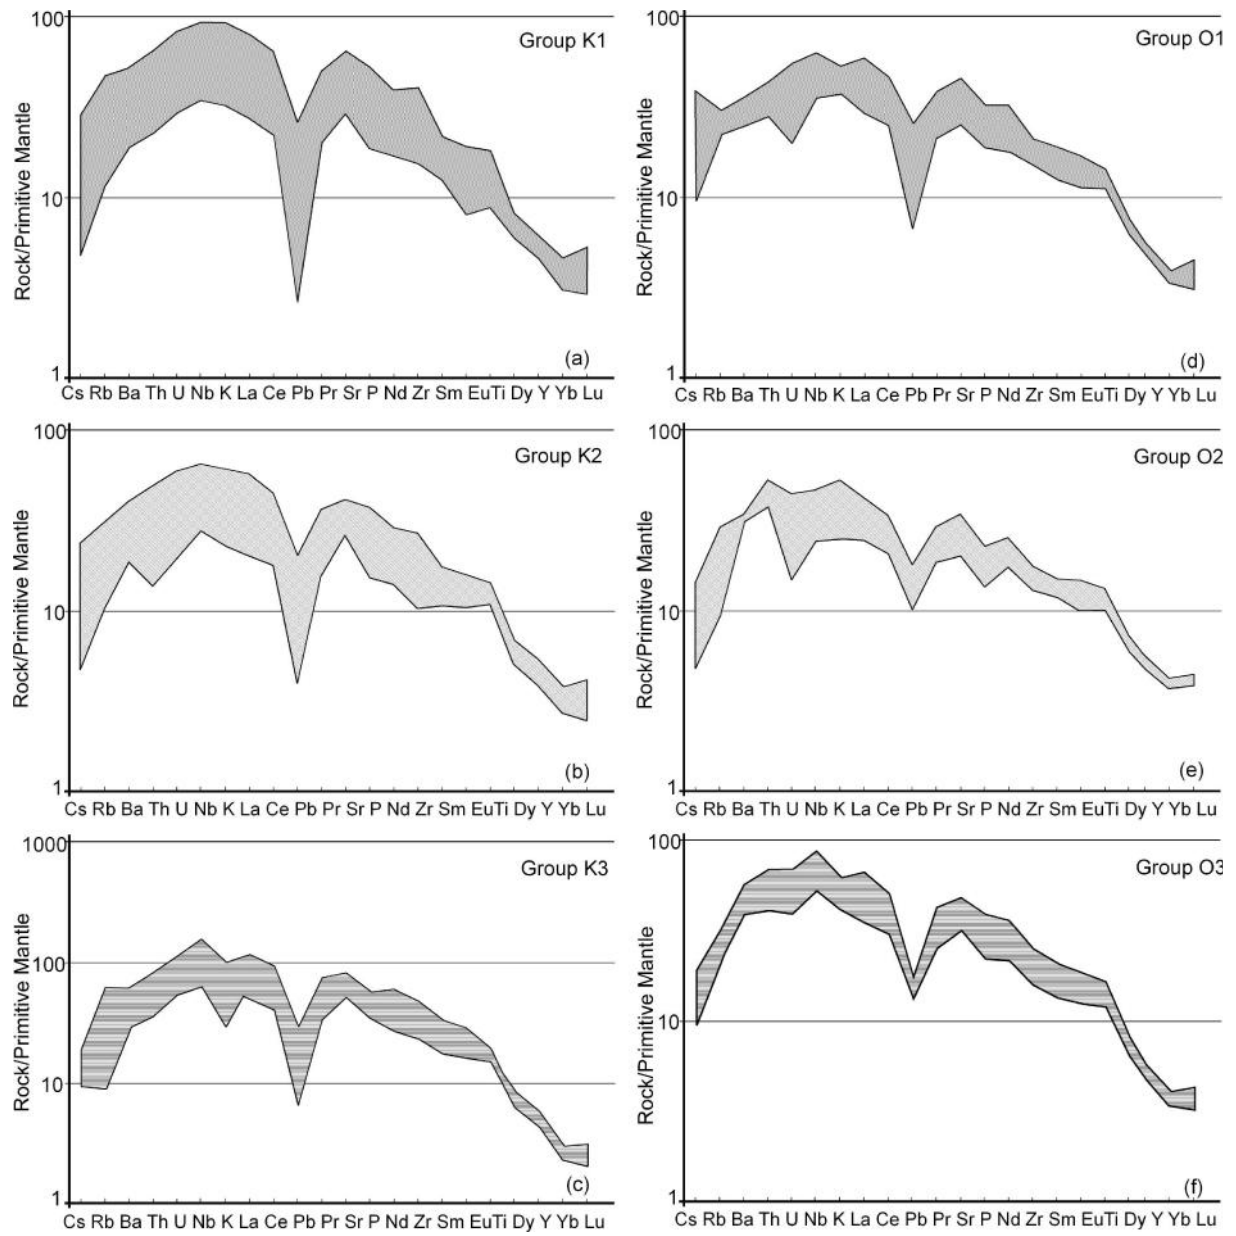 100
Group K1
Rock/Primitive Mantle
10
(a)
1
Cs Rb Ba Th U Nb K La Ce Pb Pr Sr P Nd Zr Sm EuTi Dy Y Yb Lu
100
Group O1
Rock/Primitive Mantle
10
(d)
1
Cs Rb Ba Th U Nb K La Ce Pb Pr Sr P Nd Zr Sm EuTi Dy Y Yb Lu
100
Group K2
Rock/Primitive Mantle
10
(b)
1
Cs Rb Ba Th U Nb K La Ce Pb Pr Sr P Nd Zr Sm EuTi Dy Y Yb Lu
100
Group O2
Rock/Primitive Mantle
10
(e)
1
Cs Rb Ba Th U Nb K La Ce Pb Pr Sr P Nd Zr Sm EuTi Dy Y Yb Lu
1000
Group K3
Rock/Primitive Mantle
100
10
(c)
1
Cs Rb Ba Th U Nb K La Ce Pb Pr Sr P Nd Zr Sm EuTi Dy Y Yb Lu
100
Group O3
Rock/Primitive Mantle
10
(f)
1
Cs Rb Ba Th U Nb K La Ce Pb Pr Sr P Nd Zr Sm EuTi Dy Y Yb Lu